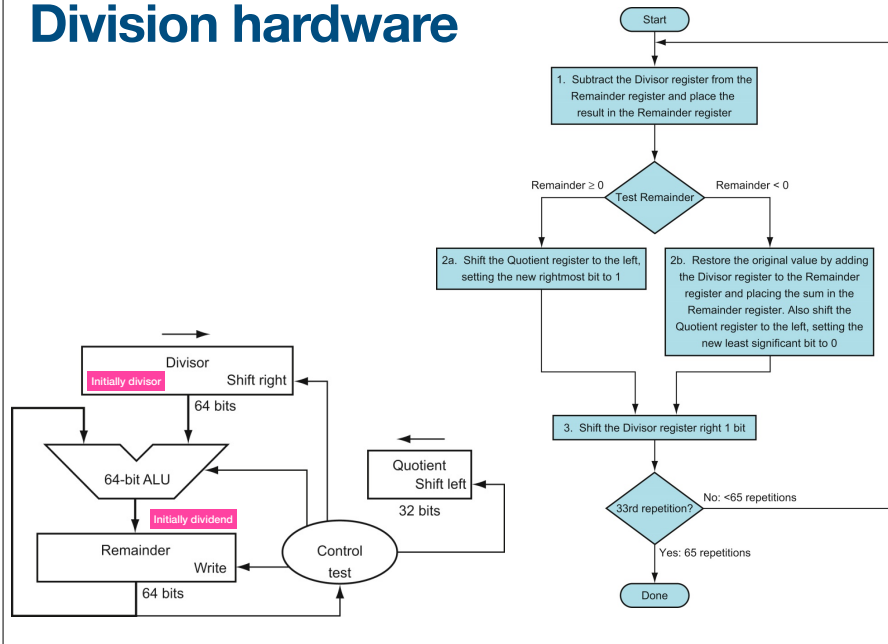 Division hardware
Start
1. Subtract the Divisor register from the
Remainder register and place the
result in the Remainder register
Remainder ≥ 0
Remainder < 0
Test Remainder
2a. Shift the Quotient register to the left,
setting the new rightmost bit to 1
2b. Restore the original value by adding
the Divisor register to the Remainder
register and placing the sum in the
Remainder register. Also shift the
Quotient register to the left, setting the
new least significant bit to 0
3. Shift the Divisor register right 1 bit
33rd repetition?
No: <65 repetitions
Yes: 65 repetitions
Done
Divisor
Initially divisor
Shift right
64 bits
64-bit ALU
Quotient
Shift left
32 bits
Initially dividend
Remainder
Write
64 bits
Control
test